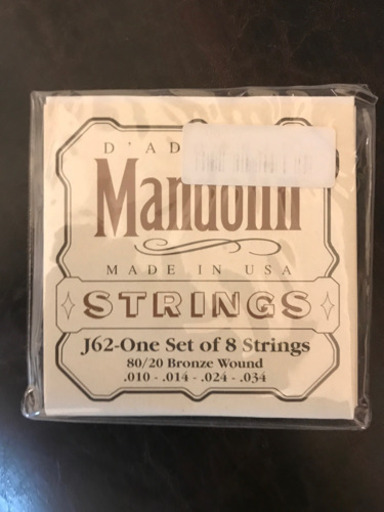 D'AD
Mandolin
MADE IN USA
STRINGS
J62-One Set of 8 Strings
80/20 Bronze Wound
.010 - .014 - .024 - .034